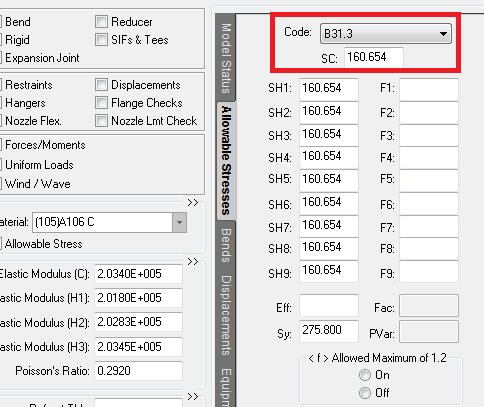 Bend
Reducer
Rigid
SIFs & Tees
Expansion Joint
Restraints
Displacements
Hangers
Flange Checks
Nozzle Flex.
Nozzle Lmt Check
Forces/Moments
Uniform Loads
Wind / Wave
>>
aterial: (105)A106 C
Allowable Stress
>>
lastic Modulus (C): 2.0340E+005
astic Modulus (H1): 2.0180E+005
astic Modulus (H2): 2.0283E+005
astic Modulus (H3): 2.0345E+005
Poisson's Ratio: 0.2920
>>
Model Status
Allowable Stresses
Bends
Displacements
Equipm
Code: B31.3
SC: 160.654
SH1: 160.654 F1:
SH2: 160.654 F2:
SH3: 160.654 F3:
SH4: 160.654 F4:
SH5: 160.654 F5:
SH6: 160.654 F6:
SH7: 160.654 F7:
SH8: 160.654 F8:
SH9: 160.654 F9:
Eff: Fac:
Sy: 275.800 PVar:
< f > Allowed Maximum of 1.2
On
Off